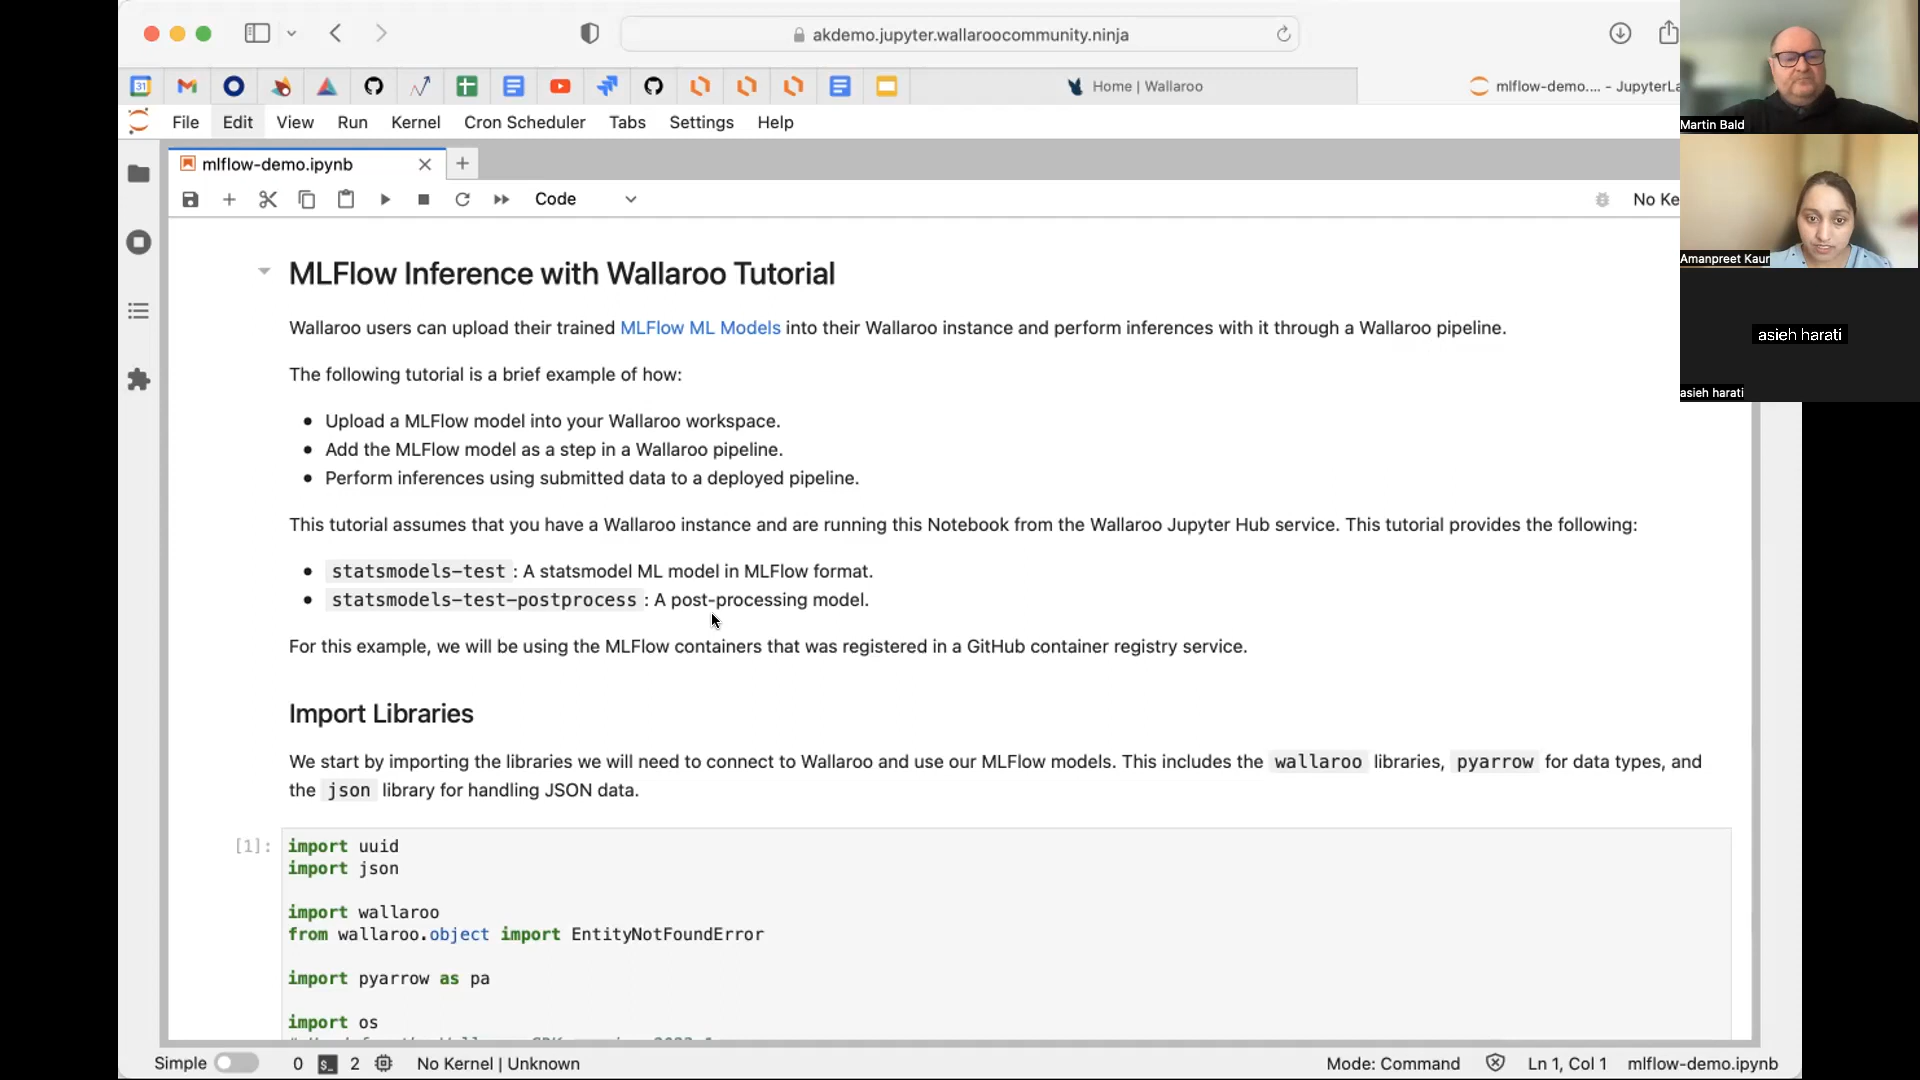 akdemo.jupyter.wallaroocommunity.ninja
31
Home | Wallaroo
mlflow-demo.... - JupyterLa
File Edit View Run Kernel Cron Scheduler Tabs Settings Help
mlflow-demo.ipynb
Code
No Ke
Martin Bald
Amanpreet Kaur
asieh harati
asieh harati
MLFlow Inference with Wallaroo Tutorial
Wallaroo users can upload their trained MLFlow ML Models into their Wallaroo instance and perform inferences with it through a Wallaroo pipeline.
The following tutorial is a brief example of how:
• Upload a MLFlow model into your Wallaroo workspace.
• Add the MLFlow model as a step in a Wallaroo pipeline.
• Perform inferences using submitted data to a deployed pipeline.
This tutorial assumes that you have a Wallaroo instance and are running this Notebook from the Wallaroo Jupyter Hub service. This tutorial provides the following:
• statsmodels-test : A statsmodel ML model in MLFlow format.
• statsmodels-test-postprocess : A post-processing model.
For this example, we will be using the MLFlow containers that was registered in a GitHub container registry service.
Import Libraries
We start by importing the libraries we will need to connect to Wallaroo and use our MLFlow models. This includes the wallaroo libraries, pyarrow for data types, and
the json library for handling JSON data.
[1]:
import uuid
import json
import wallaroo
from wallaroo.object import EntityNotFoundError
import pyarrow as pa
import os
Simple 0 2 No Kernel | Unknown Mode: Command Ln 1, Col 1 mlflow-demo.ipynb